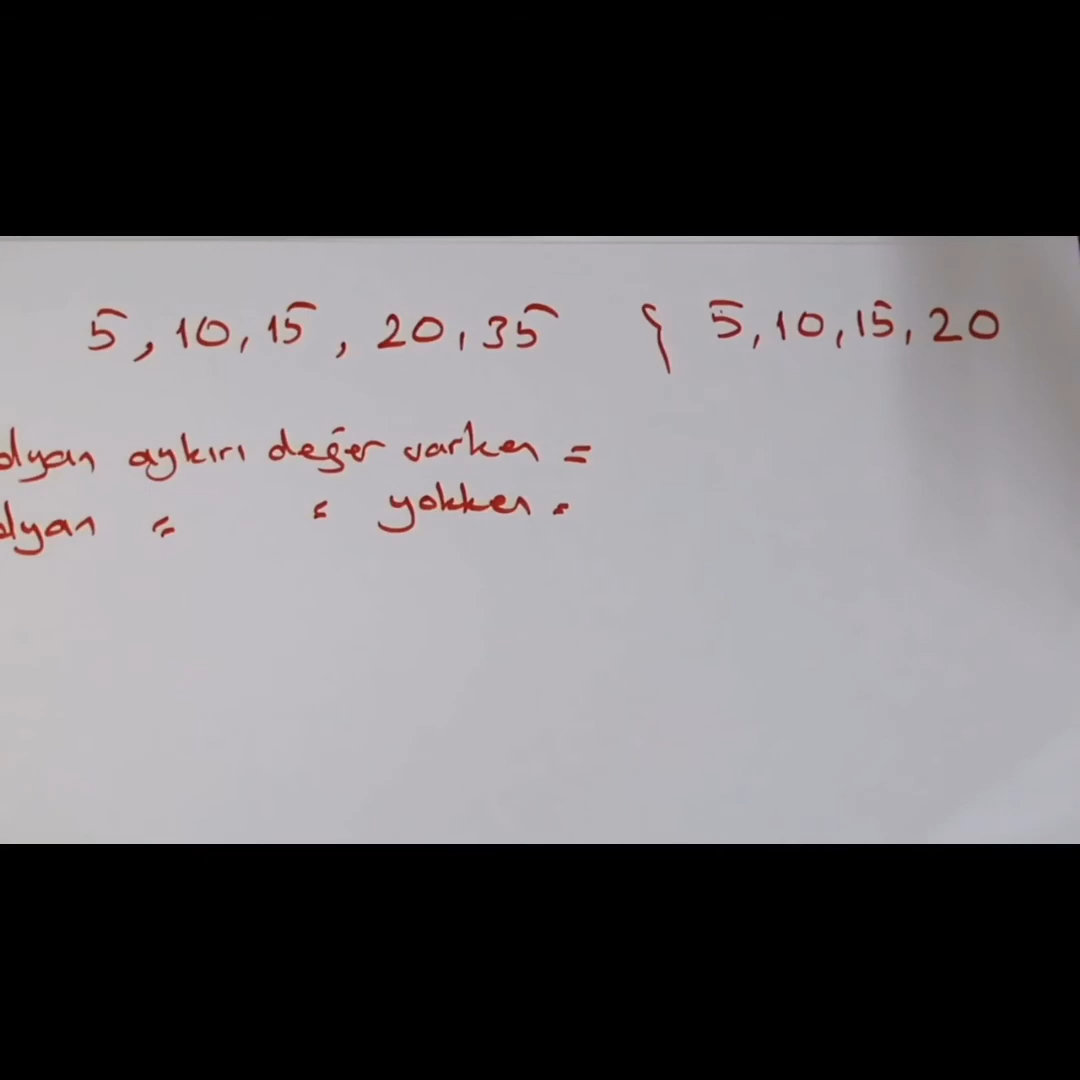 5, 10, 15, 20, 35 { 5, 10, 15, 20
dyan aykırı değer varken =
dyan " " yokken =